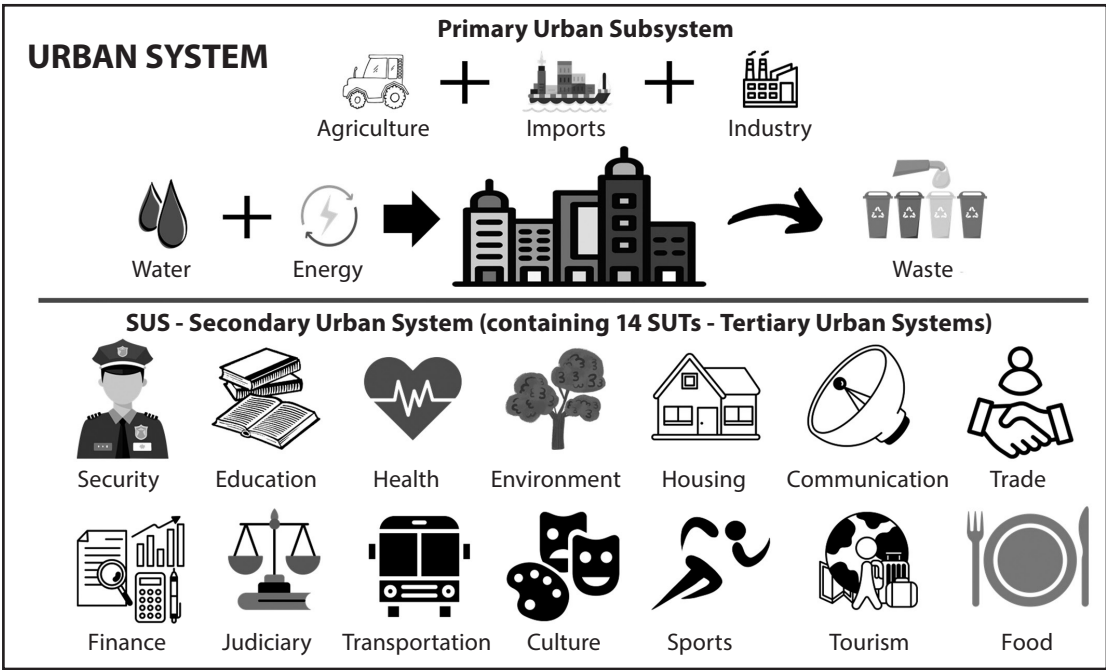 Primary Urban Subsystem
URBAN SYSTEM
Agriculture
Imports
Industry
Water
Energy
Waste
SUS - Secondary Urban System (containing 14 SUTs - Tertiary Urban Systems)
Security
Education
Health
Environment
Housing
Communication
Trade
Finance
Judiciary
Transportation
Culture
Sports
Tourism
Food